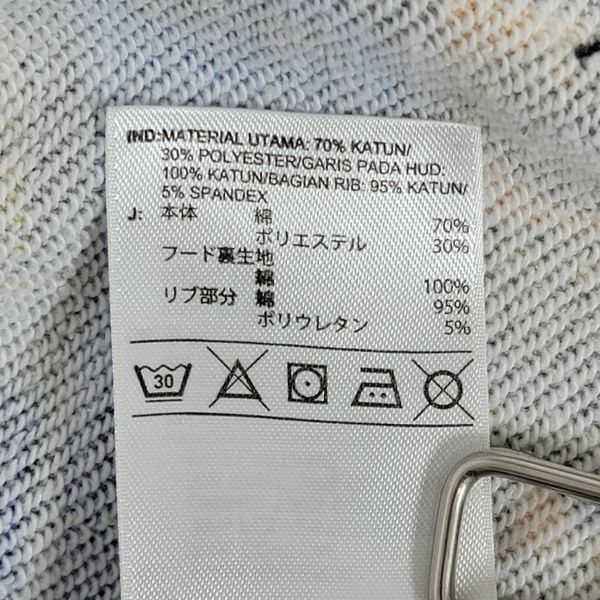 IND:MATERIAL UTAMA: 70% KATUN/
30% POLYESTER/GARIS PADA HUD:
100% KATUN/BAGIAN RIB: 95% KATUN/
5% SPANDEX
J: 本体 綿 70%
ポリエステル 30%
フード裏生地
綿 100%
リブ部分 綿 95%
ポリウレタン 5%
30